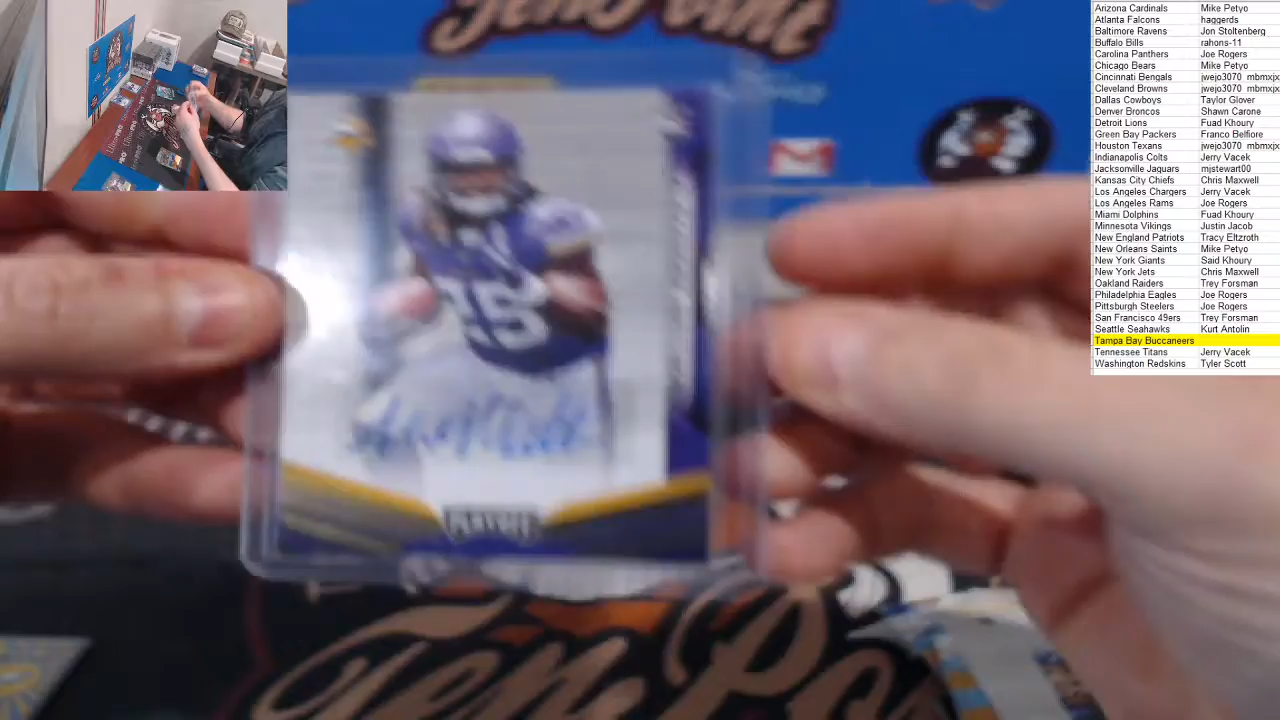 TenPoint
Arizona Cardinals Mike Petyo
Atlanta Falcons haggerds
Baltimore Ravens Jon Stoltenberg
Buffalo Bills rahons-11
Carolina Panthers Joe Rogers
Chicago Bears Mike Petyo
Cincinnati Bengals jwejo3070 mbmxjx
Cleveland Browns jwejo3070 mbmxjx
Dallas Cowboys Taylor Glover
Denver Broncos Shawn Carone
Detroit Lions Fuad Khoury
Green Bay Packers Franco Belfiore
Houston Texans jwejo3070 mbmxjx
Indianapolis Colts Jerry Vacek
Jacksonville Jaguars mjstewart00
Kansas City Chiefs Chris Maxwell
Los Angeles Chargers Jerry Vacek
Los Angeles Rams Joe Rogers
Miami Dolphins Fuad Khoury
Minnesota Vikings Justin Jacob
New England Patriots Tracy Eltzroth
New Orleans Saints Mike Petyo
New York Giants Said Khoury
New York Jets Chris Maxwell
Oakland Raiders Trey Forsman
Philadelphia Eagles Joe Rogers
Pittsburgh Steelers Joe Rogers
San Francisco 49ers Trey Forsman
Seattle Seahawks Kurt Antolin
Tampa Bay Buccaneers
Tennessee Titans Jerry Vacek
Washington Redskins Tyler Scott
25
PLAYOFF
Ten Po